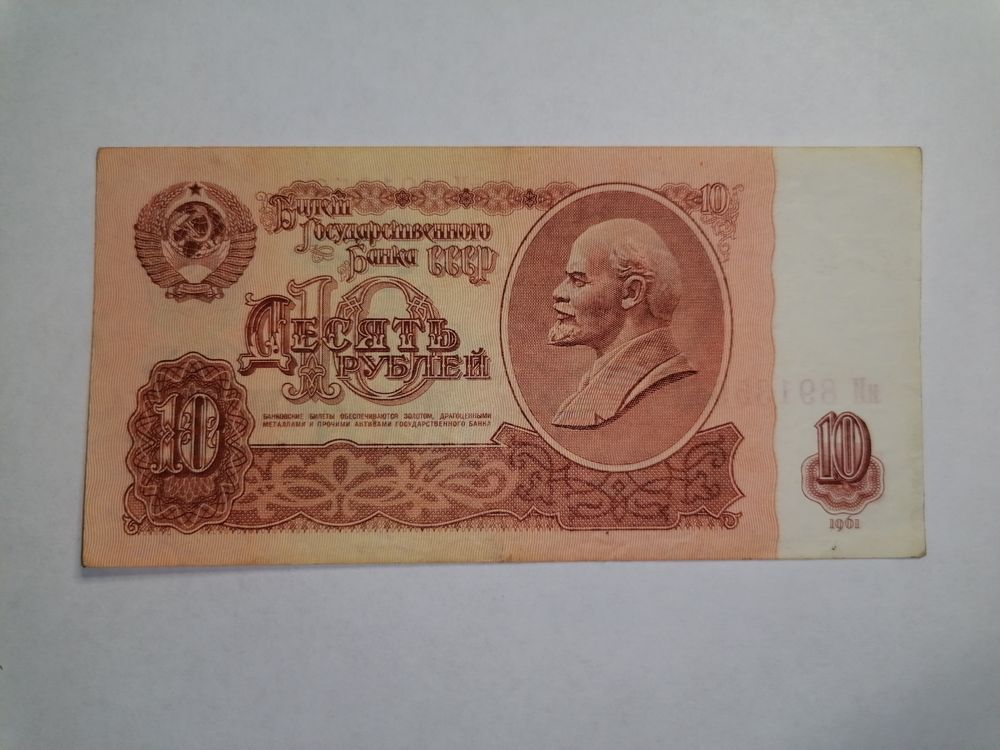 Билет
Государственного
Банка СССР
10
10
ДЕСЯТЬ
РУБЛЕЙ
БАНКОВСКИЕ БИЛЕТЫ ОБЕСПЕЧИВАЮТСЯ ЗОЛОТОМ, ДРАГОЦЕННЫМИ
МЕТАЛЛАМИ И ПРОЧИМИ АКТИВАМИ ГОСУДАРСТВЕННОГО БАНКА
10
10
1961